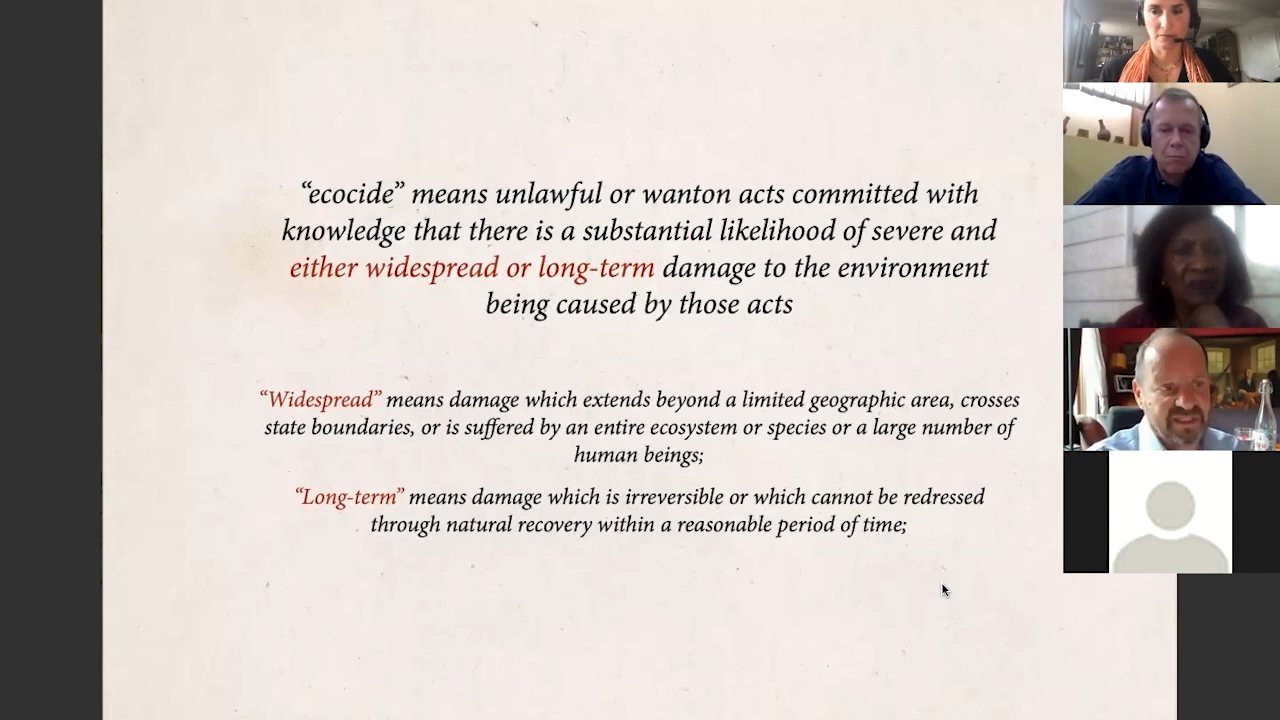 “ecocide” means unlawful or wanton acts committed with
knowledge that there is a substantial likelihood of severe and
either widespread or long-term damage to the environment
being caused by those acts
“Widespread” means damage which extends beyond a limited geographic area, crosses
state boundaries, or is suffered by an entire ecosystem or species or a large number of
human beings;
“Long-term” means damage which is irreversible or which cannot be redressed
through natural recovery within a reasonable period of time;